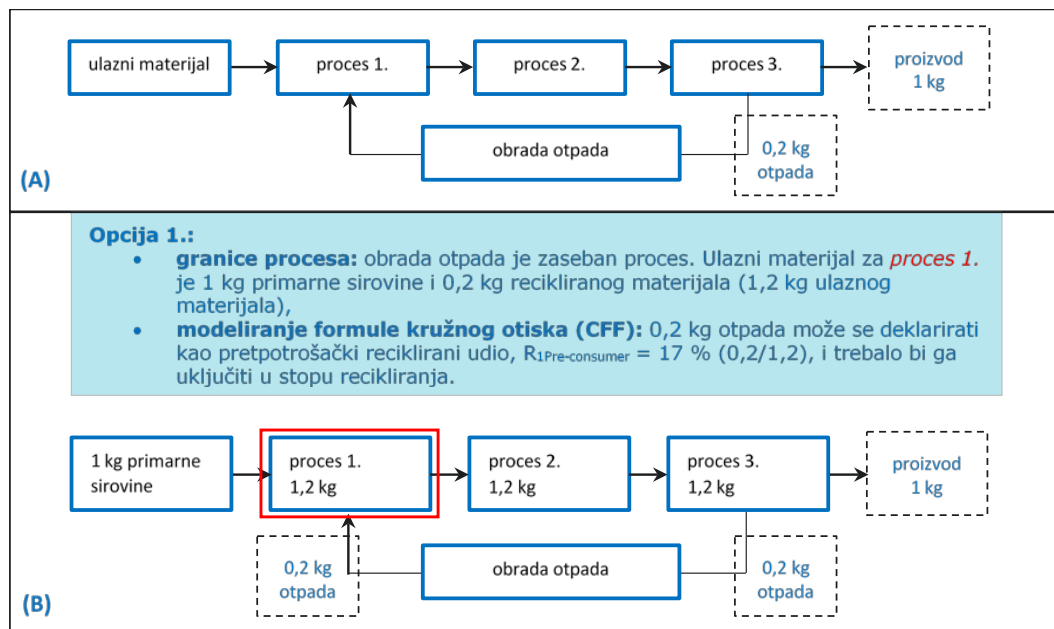 ulazni materijal
proces 1.
proces 2.
proces 3.
proizvod
1 kg
obrada otpada
0,2 kg
otpada
(A)
Opcija 1.:
• granice procesa: obrada otpada je zaseban proces. Ulazni materijal za proces 1.
je 1 kg primarne sirovine i 0,2 kg recikliranog materijala (1,2 kg ulaznog
materijala),
• modeliranje formule kružnog otiska (CFF): 0,2 kg otpada može se deklarirati
kao pretpotrošački reciklirani udio, R1Pre-consumer = 17 % (0,2/1,2), i trebalo bi ga
uključiti u stopu recikliranja.
1 kg primarne
sirovine
proces 1.
1,2 kg
proces 2.
1,2 kg
proces 3.
1,2 kg
proizvod
1 kg
0,2 kg
otpada
obrada otpada
0,2 kg
otpada
(B)